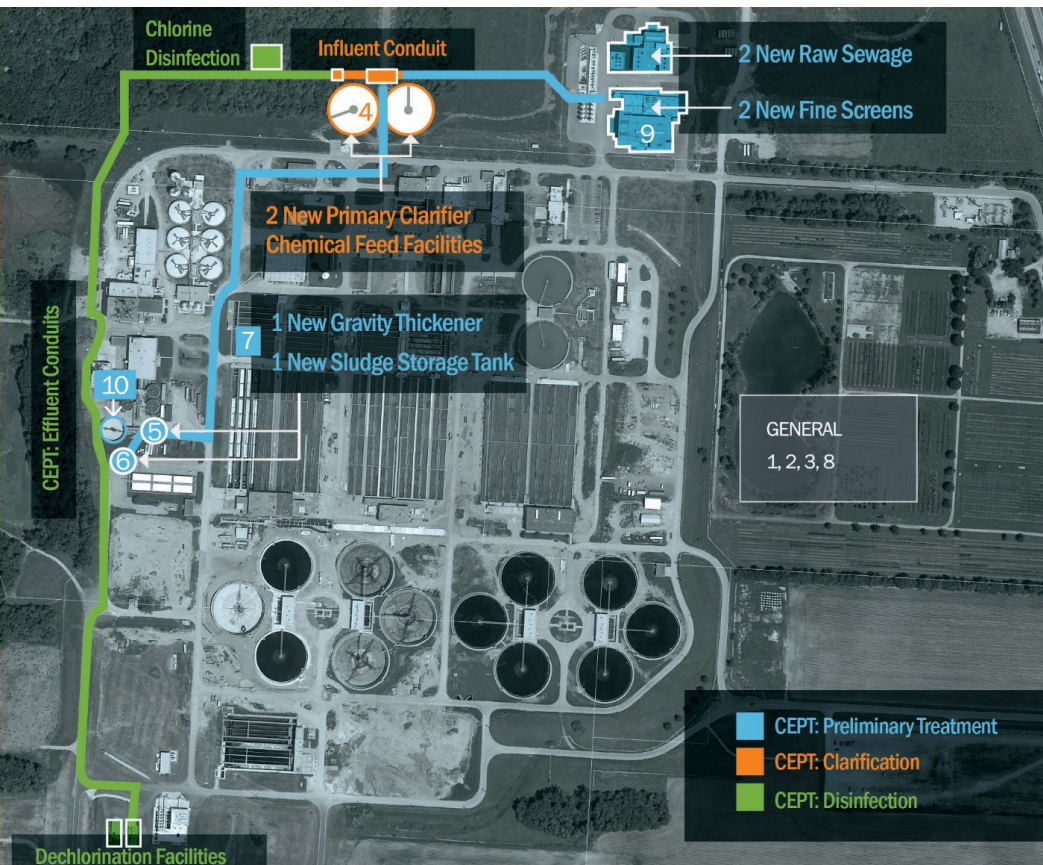 Chlorine
Disinfection
Influent Conduit
2 New Raw Sewage
2 New Fine Screens
4
9
2 New Primary Clarifier
Chemical Feed Facilities
7
1 New Gravity Thickener
1 New Sludge Storage Tank
CEPT: Effluent Conduits
10
5
6
GENERAL
1, 2, 3, 8
CEPT: Preliminary Treatment
CEPT: Clarification
CEPT: Disinfection
Dechlorination Facilities